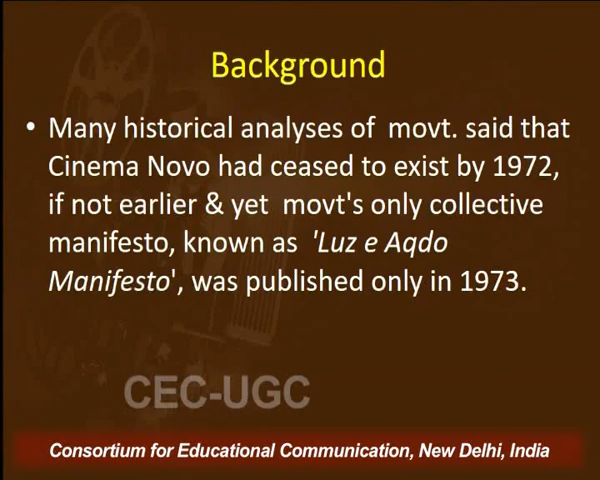 Background
• Many historical analyses of movt. said that
Cinema Novo had ceased to exist by 1972,
if not earlier & yet movt's only collective
manifesto, known as 'Luz e Aqdo
Manifesto', was published only in 1973.
CEC-UGC
Consortium for Educational Communication, New Delhi, India